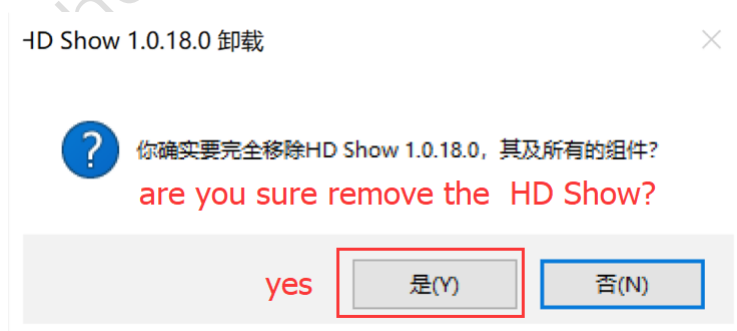 HD Show 1.0.18.0 卸载
你确实要完全移除HD Show 1.0.18.0，其及所有的组件?
are you sure remove the HD Show?
yes
是(Y)
否(N)